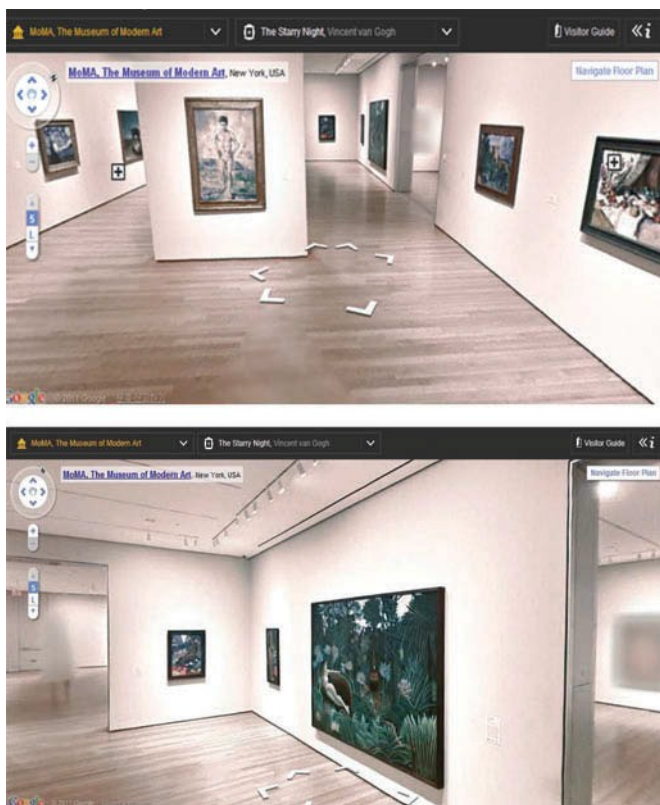 MoMA, The Museum of Modern Art
The Starry Night, Vincent van Gogh
Visitor Guide
MoMA, The Museum of Modern Art, New York, USA
Navigate Floor Plan
S
L
Google
MoMA, The Museum of Modern Art
The Starry Night, Vincent van Gogh
Visitor Guide
MoMA, The Museum of Modern Art, New York, USA
Navigate Floor Plan
S
L
Google